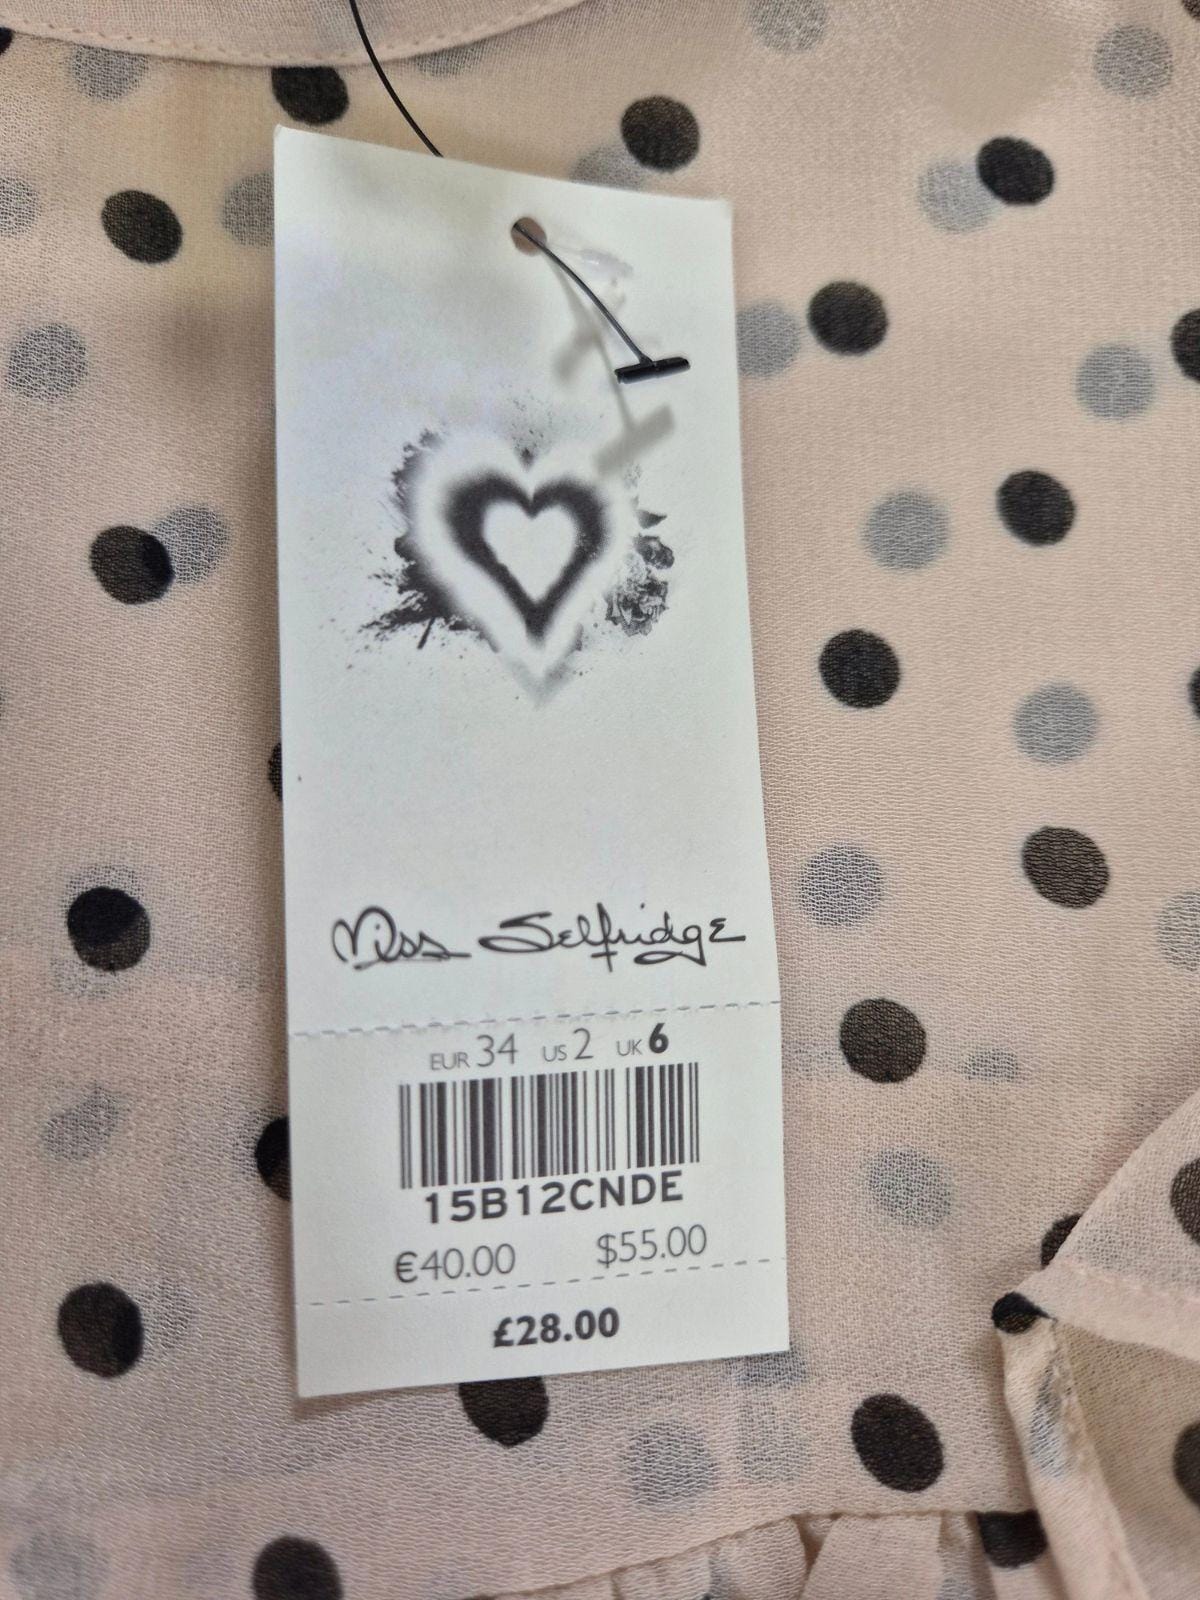 Miss Selfridge
EUR 34 US 2 UK 6
15B12CNDE
€40.00 $55.00
£28.00